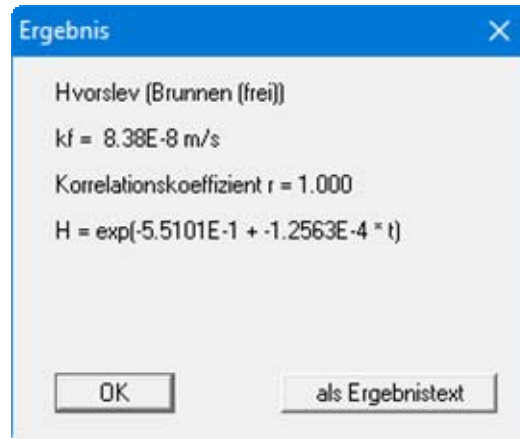 Ergebnis
Hvorslev (Brunnen (frei))
kf = 8.38E-8 m/s
Korrelationskoeffizient r = 1.000
H = exp(-5.5101E-1 + -1.2563E-4 * t)
OK
als Ergebnistext